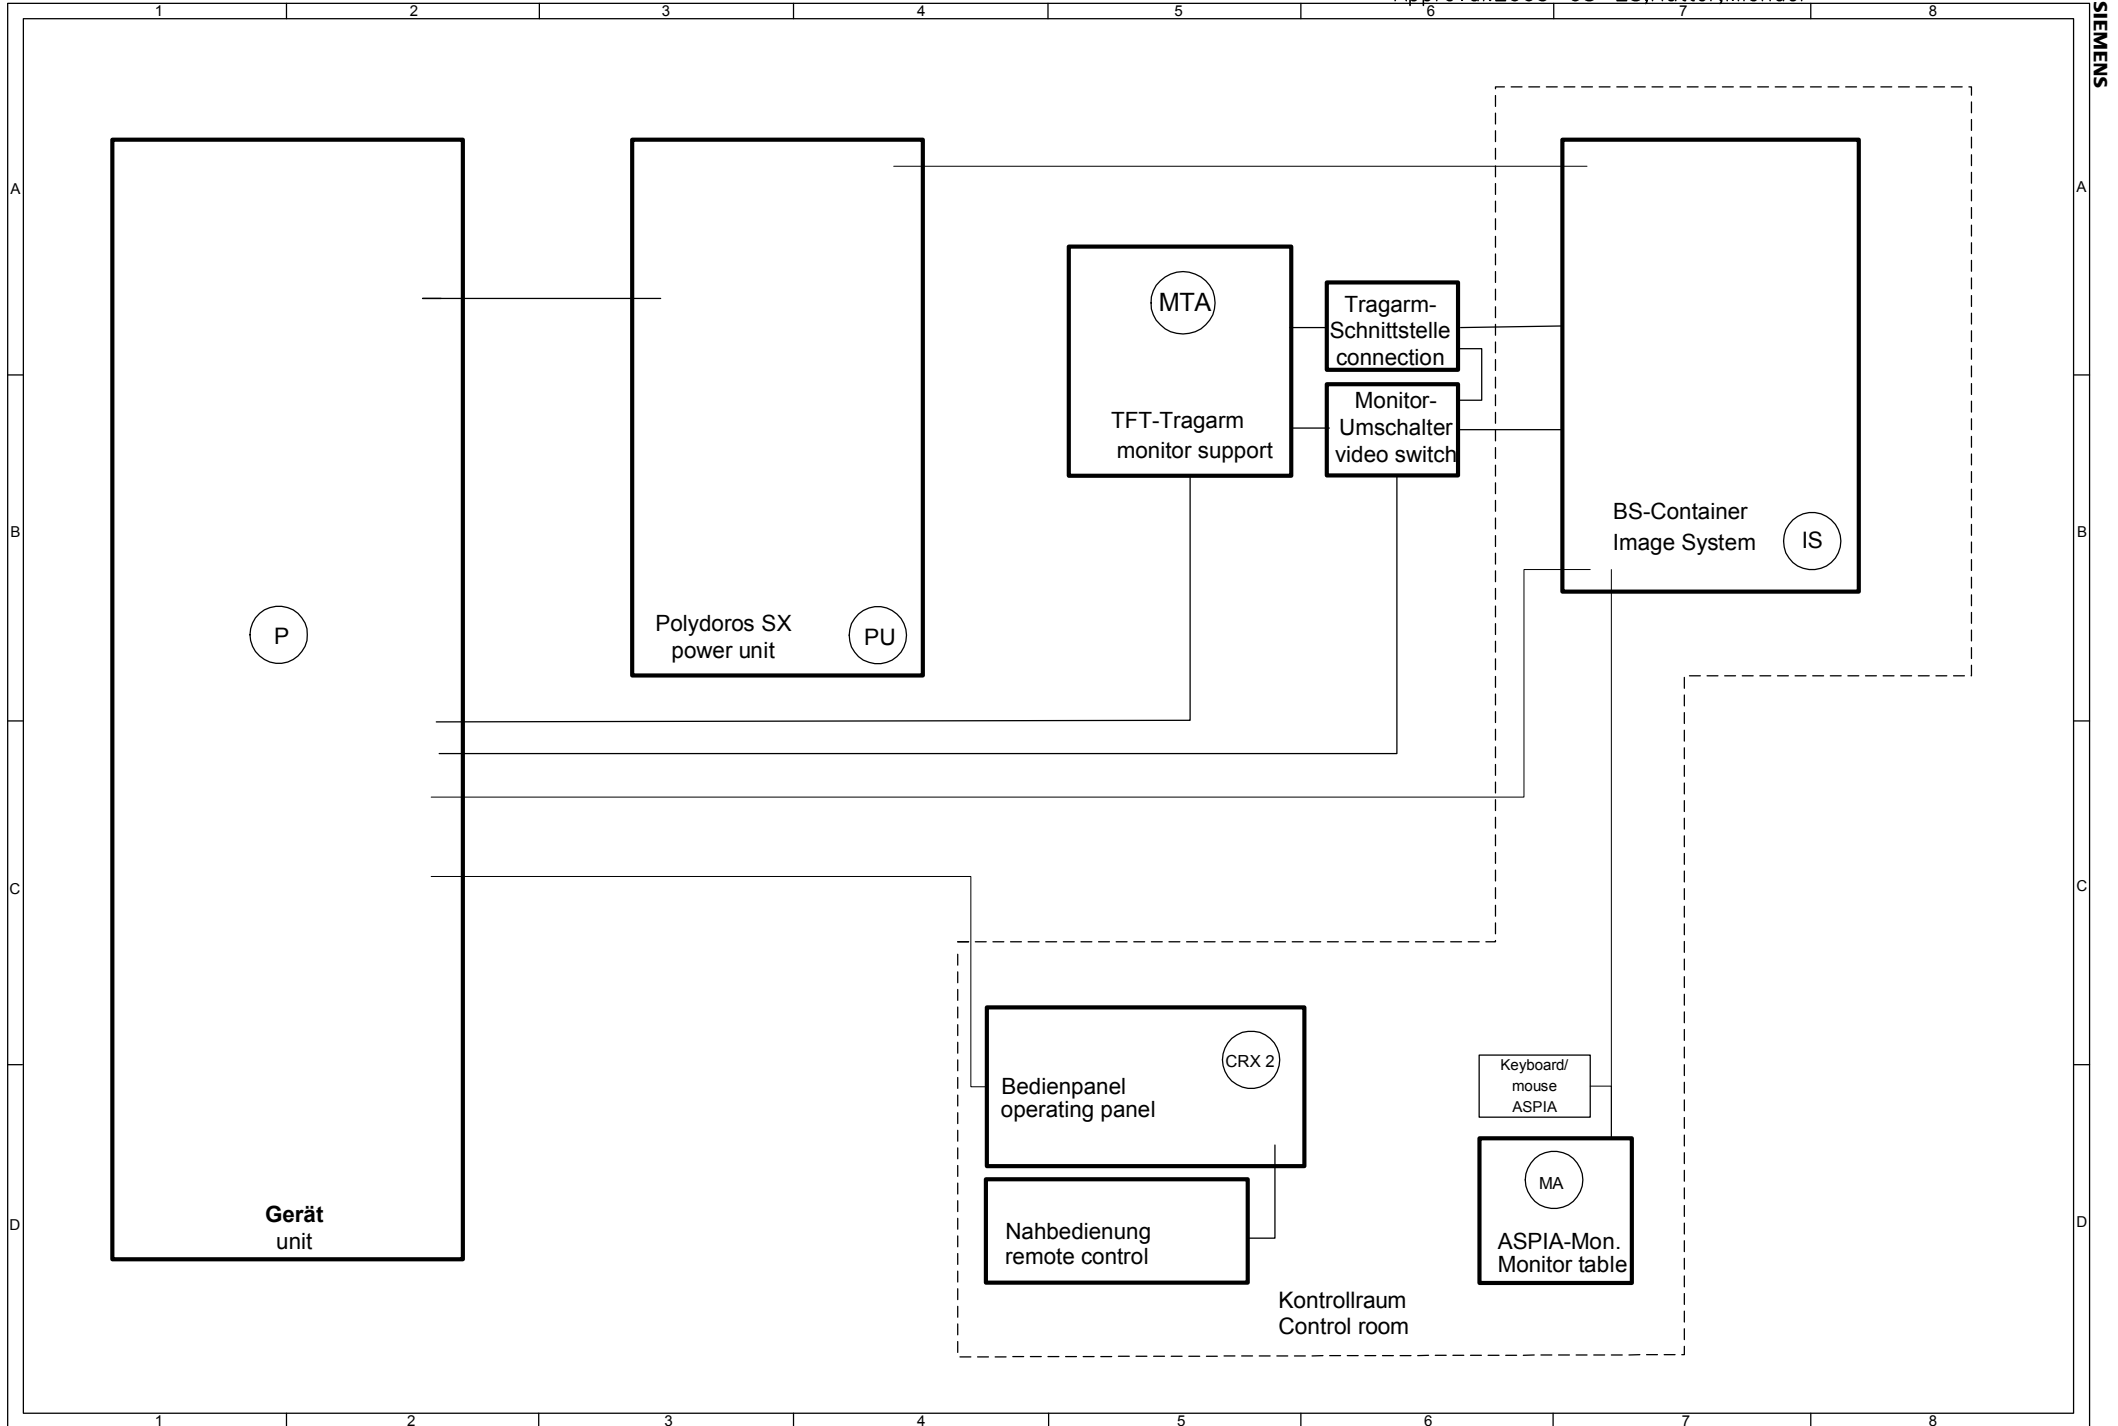 1 2 3 4 5 6 7 8
SIEMENS
A A
MTA
Tragarm-
Schnittstelle
connection
TFT-Tragarm
monitor support
Monitor-
Umschalter
video switch
BS-Container
Image System
IS
B B
P
Polydoros SX
power unit
PU
C C
CRX 2
Bedienpanel
operating panel
Keyboard/
mouse
ASPIA
MA
ASPIA-Mon.
Monitor table
Nahbedienung
remote control
Gerät
unit
D D
Kontrollraum
Control room
1 2 3 4 5 6 7 8